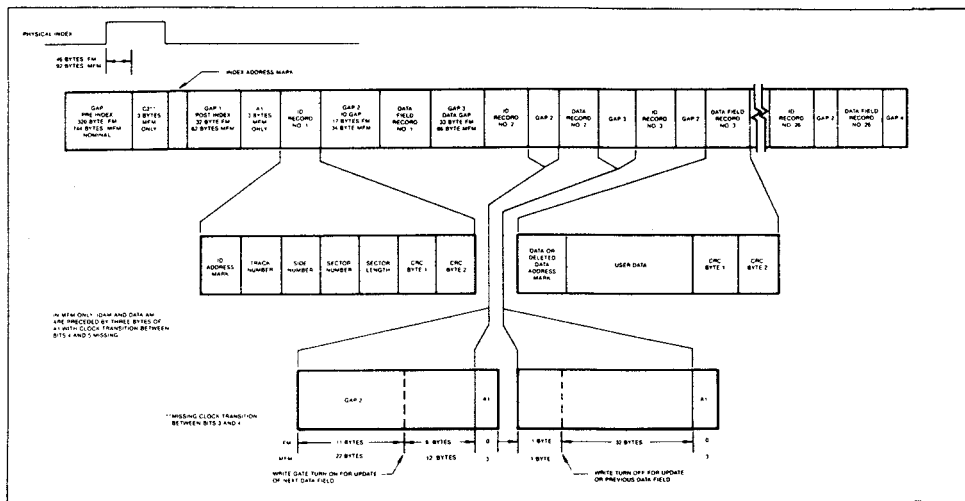 PHYSICAL INDEX
46 BYTES FM
92 BYTES MFM
INDEX ADDRESS MARK
GAP
PRE INDEX
320 BYTE FM
744 BYTES MFM
NOMINAL
C2**
3 BYTES
MFM
ONLY
GAP 1
POST INDEX
32 BYTE FM
62 BYTES MFM
A1
3 BYTES
MFM
ONLY
ID
RECORD
NO. 1
GAP 2
ID GAP
17 BYTES FM
34 BYTE MFM
DATA
FIELD
RECORD
NO. 1
GAP 3
DATA GAP
33 BYTE FM
66 BYTE MFM
ID
RECORD
NO. 2
GAP 2
DATA
RECORD
NO. 2
GAP 3
ID
RECORD
NO. 3
GAP 2
DATA FIELD
RECORD
NO. 3
ID
RECORD
NO. 26
GAP 2
DATA FIELD
RECORD
NO. 26
GAP 4
ID
ADDRESS
MARK
TRACK
NUMBER
SIDE
NUMBER
SECTOR
NUMBER
SECTOR
LENGTH
CRC
BYTE 1
CRC
BYTE 2
DATA OR
DELETED
DATA
ADDRESS
MARK
USER DATA
CRC
BYTE 1
CRC
BYTE 2
IN MFM ONLY, IDAM AND DATA AM
ARE PRECEDED BY THREE BYTES OF
A1 WITH CLOCK TRANSITION BETWEEN
BITS 4 AND 5 MISSING
**MISSING CLOCK TRANSITION
BETWEEN BITS 3 AND 4
GAP 2
A1
A1
FM 11 BYTES 6 BYTES 0 1 BYTE 32 BYTES 0
MFM 22 BYTES 12 BYTES 3 1 BYTE 3
WRITE GATE TURN ON FOR UPDATE
OF NEXT DATA FIELD
WRITE TURN OFF FOR UPDATE
OR PREVIOUS DATA FIELD